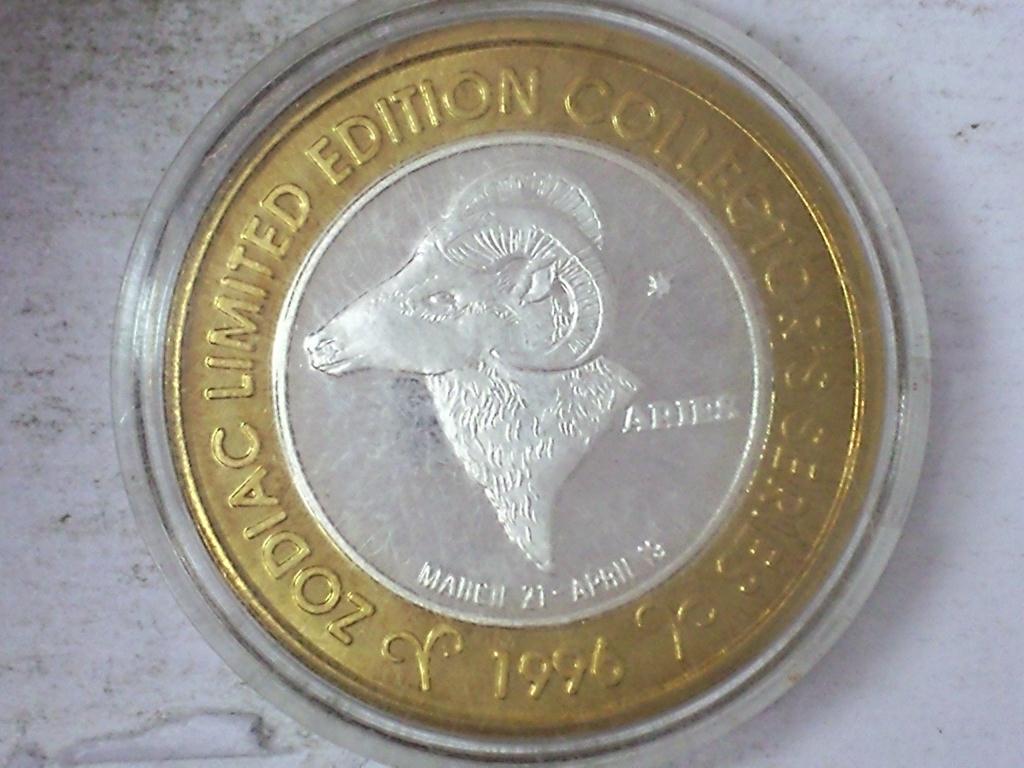 ZODIAC LIMITED EDITION COLLECTORS SERIES
ARIES
MARCH 21 - APRIL 19
1996